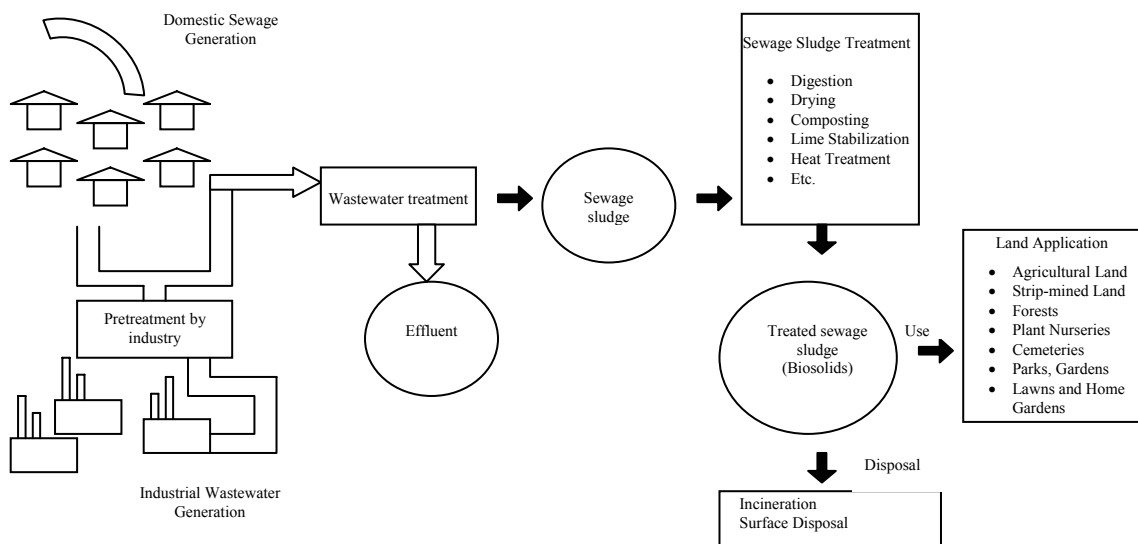 Domestic Sewage
Generation
Sewage Sludge Treatment
• Digestion
• Drying
• Composting
• Lime Stabilization
• Heat Treatment
• Etc.
Wastewater treatment
Sewage
sludge
Pretreatment by
industry
Effluent
Treated sewage
sludge
(Biosolids)
Use
Land Application
• Agricultural Land
• Strip-mined Land
• Forests
• Plant Nurseries
• Cemeteries
• Parks, Gardens
• Lawns and Home
Gardens
Industrial Wastewater
Generation
Disposal
Incineration
Surface Disposal